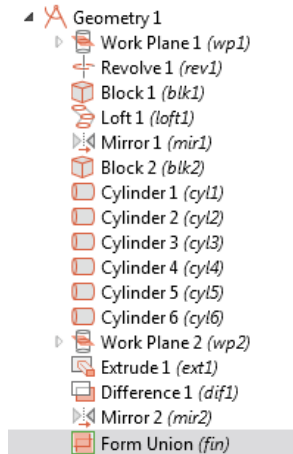 Geometry 1
Work Plane 1 (wp1)
Revolve 1 (rev1)
Block 1 (blk1)
Loft 1 (loft1)
Mirror 1 (mir1)
Block 2 (blk2)
Cylinder 1 (cyl1)
Cylinder 2 (cyl2)
Cylinder 3 (cyl3)
Cylinder 4 (cyl4)
Cylinder 5 (cyl5)
Cylinder 6 (cyl6)
Work Plane 2 (wp2)
Extrude 1 (ext1)
Difference 1 (dif1)
Mirror 2 (mir2)
Form Union (fin)